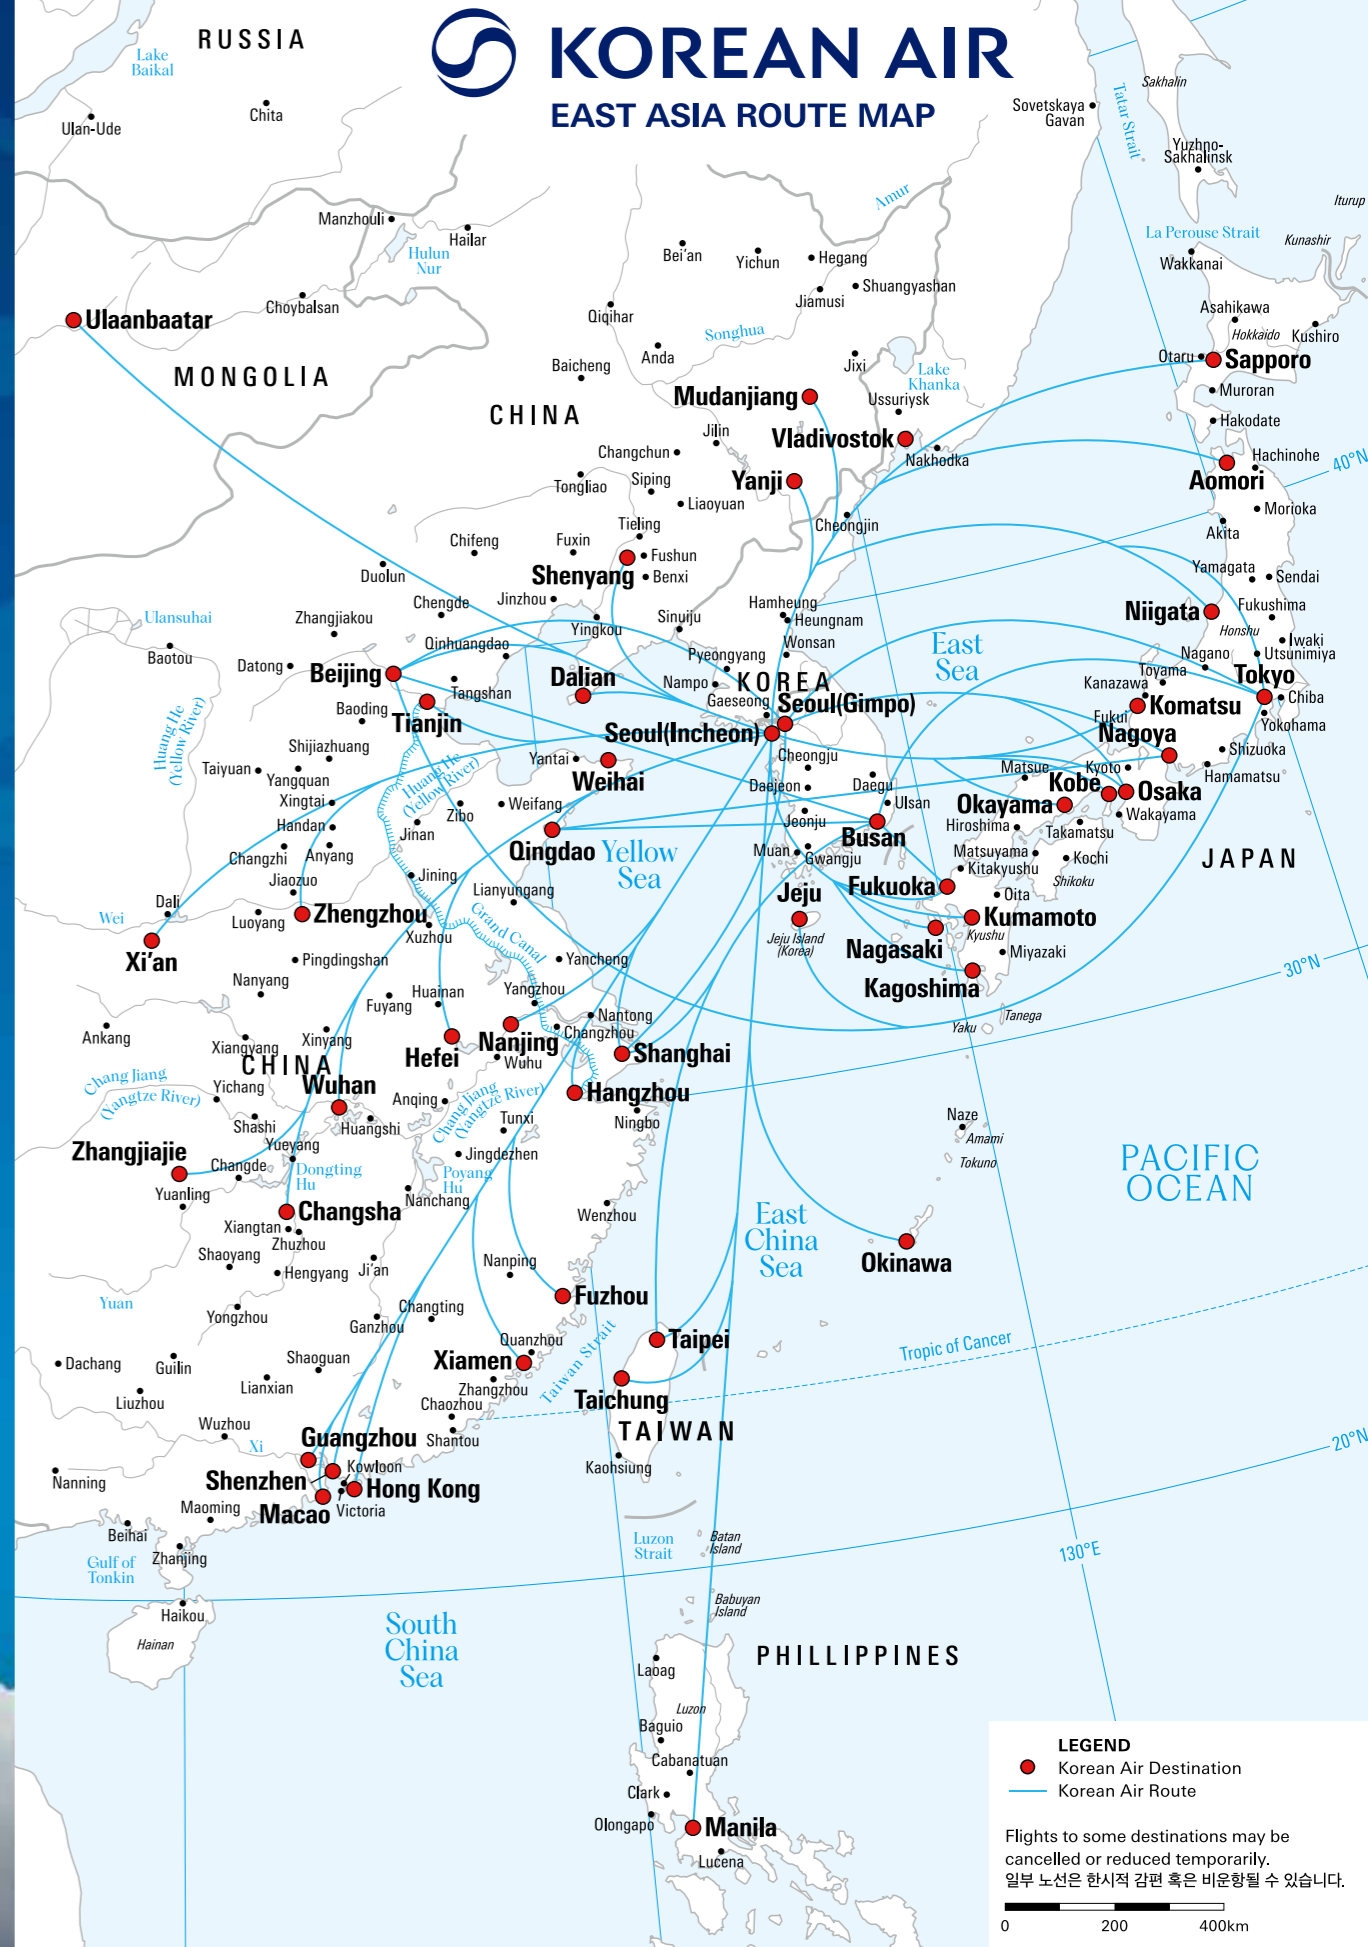 KOREAN AIR
EAST ASIA ROUTE MAP
RUSSIA
Lake
Baikal
Ulan-Ude
Chita
Sovetskaya
Gavan
Tatar Strait
Sakhalin
Yuzhno-
Sakhalinsk
Iturup
Kunashir
La Perouse Strait
Wakkanai
Amur
Manzhouli
Hailar
Hulun
Nur
Choybalsan
Bei'an
Yichun
Hegang
Shuangyashan
Jiamusi
Qiqihar
Songhua
Anda
Baicheng
Jixi
Lake
Khanka
Ussuriysk
Asahikawa
Hokkaido
Kushiro
Otaru
Sapporo
Muroran
Hakodate
Ulaanbaatar
MONGOLIA
CHINA
Mudanjiang
Vladivostok
Nakhodka
Jilin
Changchun
Yanji
Tongliao
Siping
Liaoyuan
Cheongjin
Hachinohe
40°N
Aomori
Morioka
Akita
Tieling
Chifeng
Fuxin
Fushun
Shenyang
Benxi
Duolun
Yamagata
Sendai
Chengde
Jinzhou
Hamheung
Heungnam
Niigata
Fukushima
Honshu
Iwaki
Utsunimiya
Ulansuhai
Baotou
Zhangjiakou
Qinhuangdao
Yingkou
Sinuiju
Wonsan
East
Sea
Nagano
Datong
Beijing
Tangshan
Dalian
Pyeongyang
Nampo
KOREA
Gaeseong
Toyama
Kanazawa
Tokyo
Chiba
Yokohama
Baoding
Tianjin
Seoul(Gimpo)
Seoul(Incheon)
Komatsu
Fukui
Nagoya
Huang He
(Yellow River)
Shijiazhuang
Taiyuan
Yangquan
Huang He
(Yellow River)
Yantai
Weihai
Cheongju
Daejeon
Daegu
Ulsan
Matsue
Kyoto
Shizuoka
Hamamatsu
Xingtai
Zibo
Weifang
Okayama
Kobe
Osaka
Wakayama
Handan
Jinan
Jeonju
Busan
Hiroshima
Takamatsu
Changzhi
Anyang
Qingdao
Yellow
Sea
Muan
Gwangju
Matsuyama
Kochi
Kitakyushu
Shikoku
JAPAN
Jiaozuo
Jining
Lianyungang
Jeju
Fukuoka
Oita
Wei
Dali
Luoyang
Zhengzhou
Xuzhou
Grand Canal
Jeju Island
(Korea)
Kumamoto
Kyushu
Xi'an
Nagasaki
Miyazaki
Pingdingshan
Yancheng
Kagoshima
30°N
Nanyang
Fuyang
Huainan
Yangzhou
Nantong
Yaku
Tanega
Ankang
Xiangyang
Xinyang
Hefei
Nanjing
Changzhou
Shanghai
Wuhu
CHINA
Chang Jiang
(Yangtze River)
Yichang
Wuhan
Anqing
Chang Jiang
(Yangtze River)
Hangzhou
Ningbo
Shashi
Huangshi
Tunxi
Naze
Amami
Zhangjiajie
Yueyang
Changde
Dongting
Hu
Poyang
Hu
Jingdezhen
Tokuno
PACIFIC
OCEAN
Yuanling
Nanchang
Changsha
Wenzhou
East
China
Sea
Xiangtan
Zhuzhou
Shaoyang
Hengyang
Ji'an
Nanping
Okinawa
Yuan
Yongzhou
Ganzhou
Changting
Fuzhou
Quanzhou
Taipei
Tropic of Cancer
Dachang
Guilin
Shaoguan
Xiamen
Taiwan Strait
Liuzhou
Lianxian
Zhangzhou
Chaozhou
Taichung
TAIWAN
Wuzhou
Xi
Guangzhou
Shantou
20°N
Nanning
Shenzhen
Kowloon
Kaohsiung
Hong Kong
Macao
Victoria
Maoming
Beihai
Gulf of
Tonkin
Zhanjing
Luzon
Strait
Batan
Island
130°E
Haikou
Hainan
South
China
Sea
Babuyan
Island
PHILLIPPINES
Laoag
Luzon
Baguio
Cabanatuan
Clark
Olongapo
Manila
Lucena
LEGEND
Korean Air Destination
Korean Air Route
Flights to some destinations may be
cancelled or reduced temporarily.
일부 노선은 한시적 감편 혹은 비운항될 수 있습니다.
0 200 400km